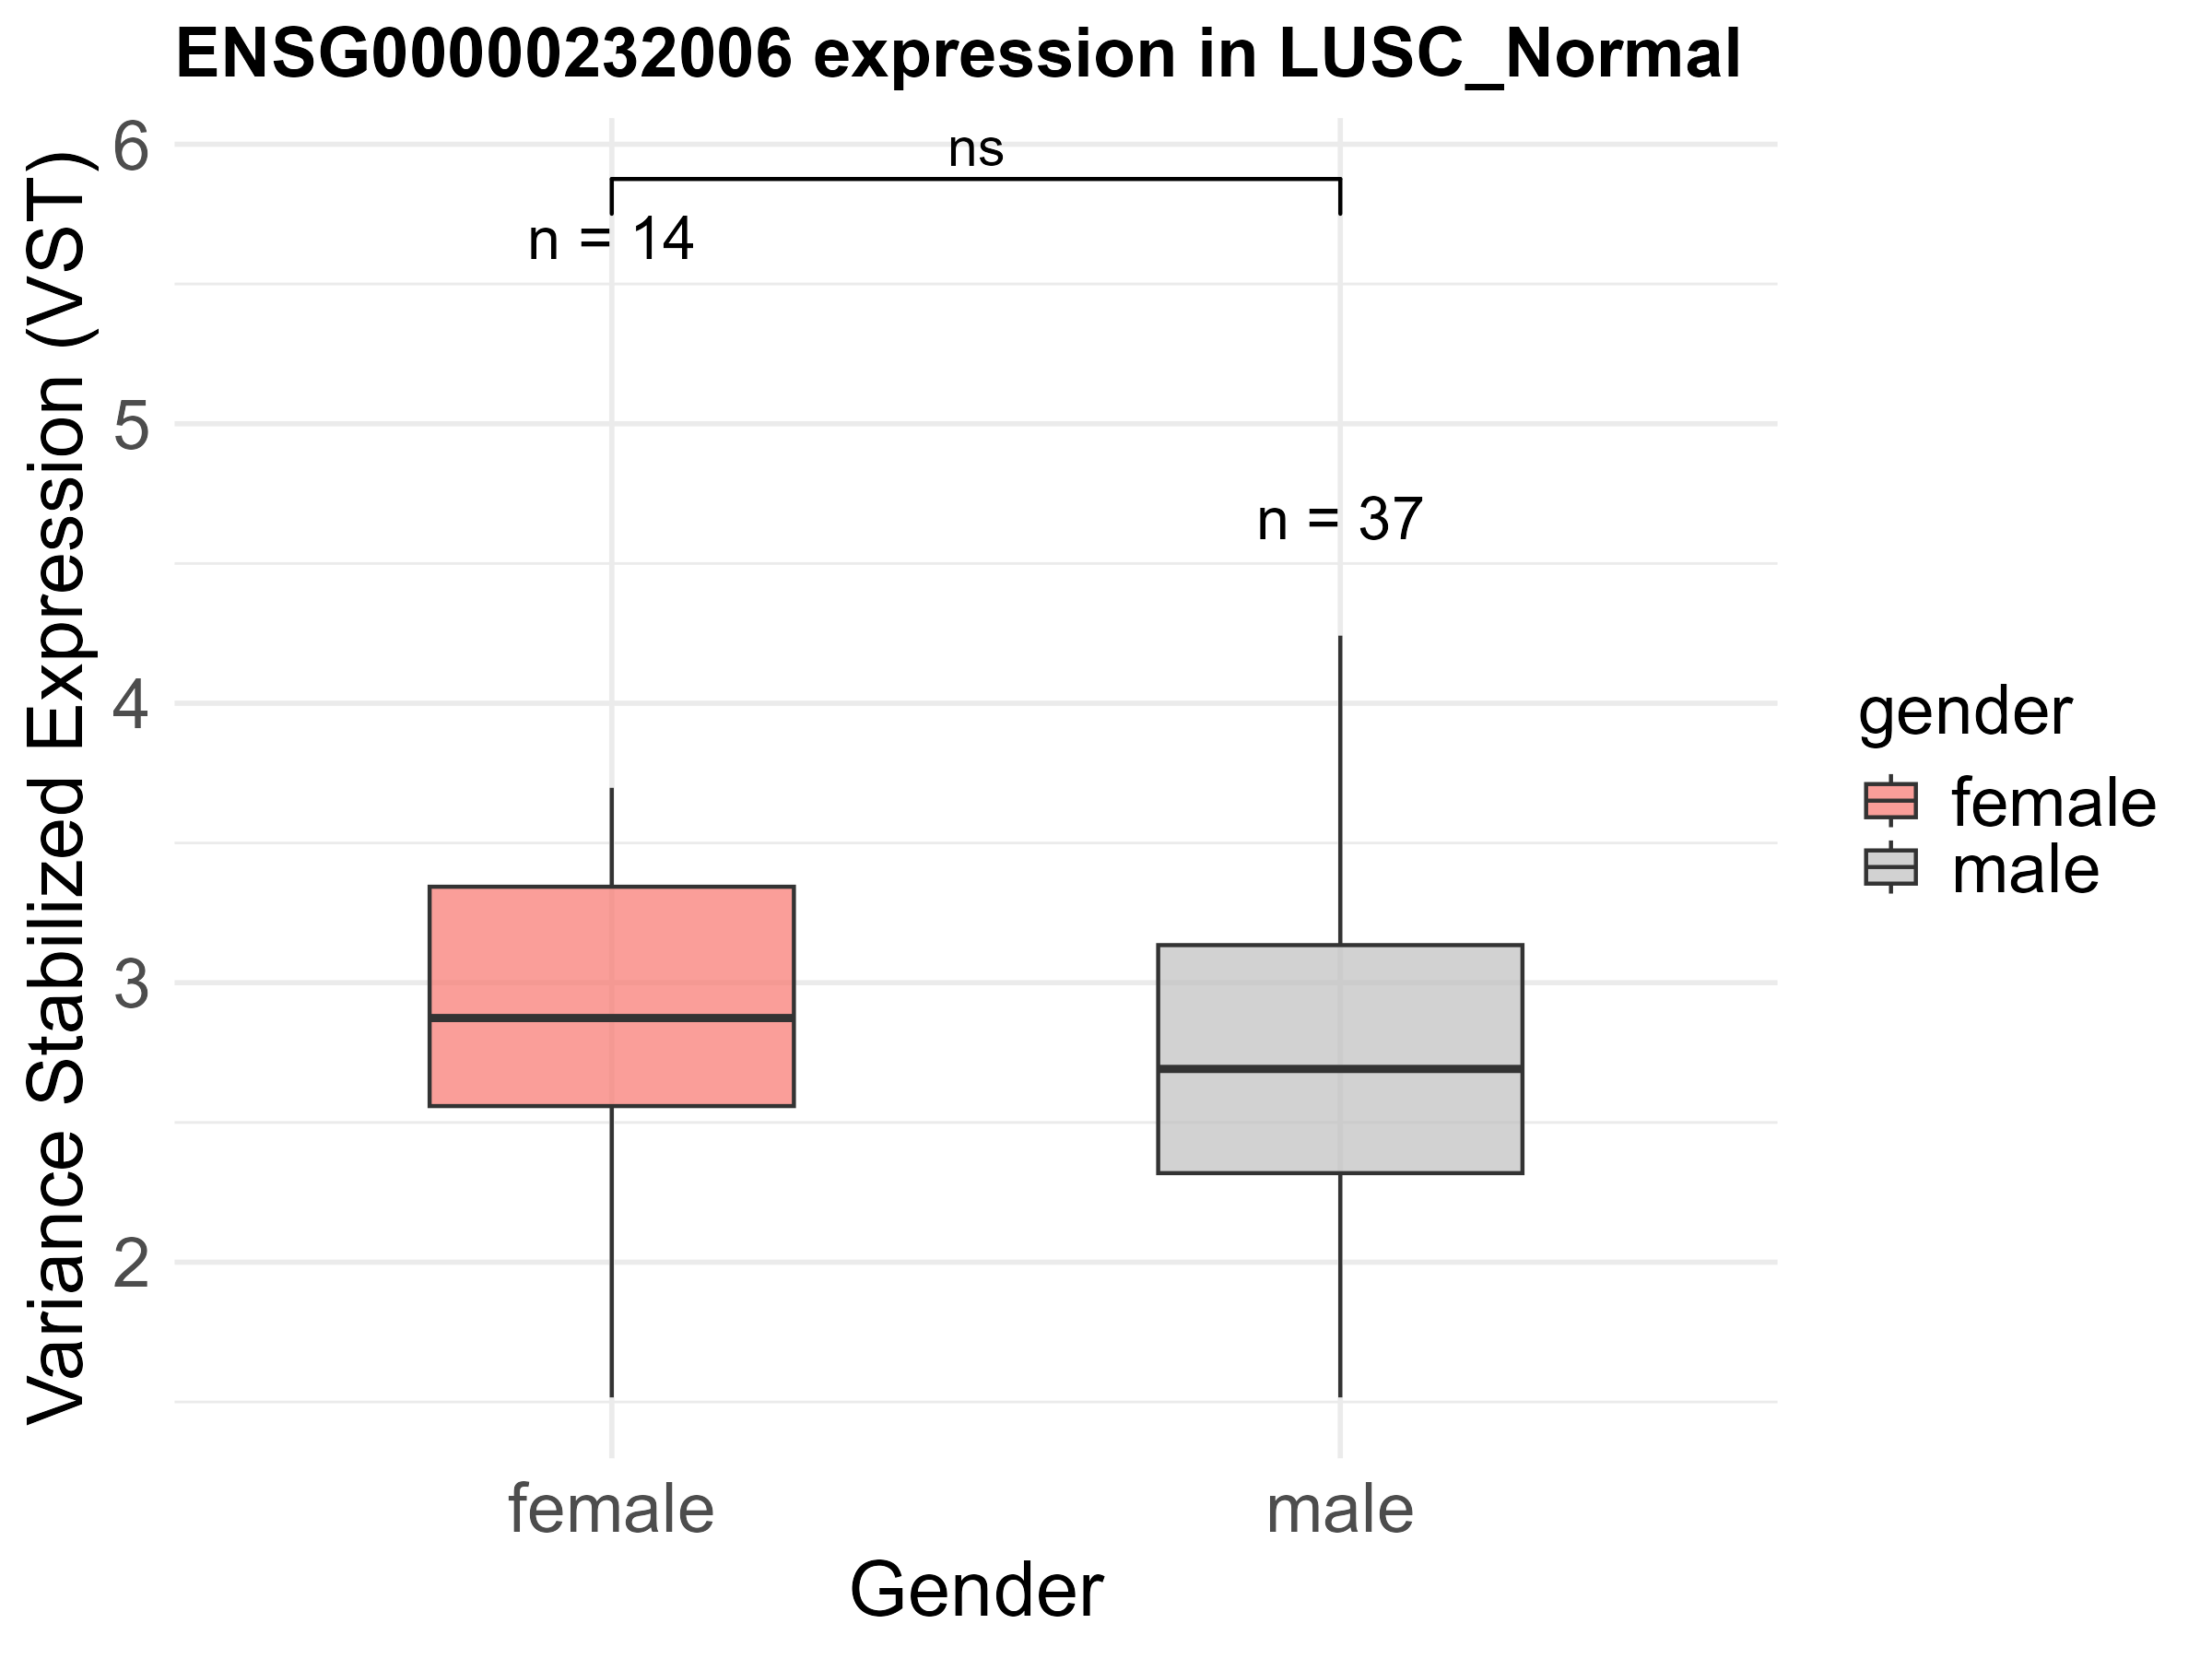 ENSG00000232006 expression in LUSC_Normal
Variance Stabilized Expression (VST)
6
5
4
3
2
ns
n = 14
n = 37
female
male
Gender
gender
female
male